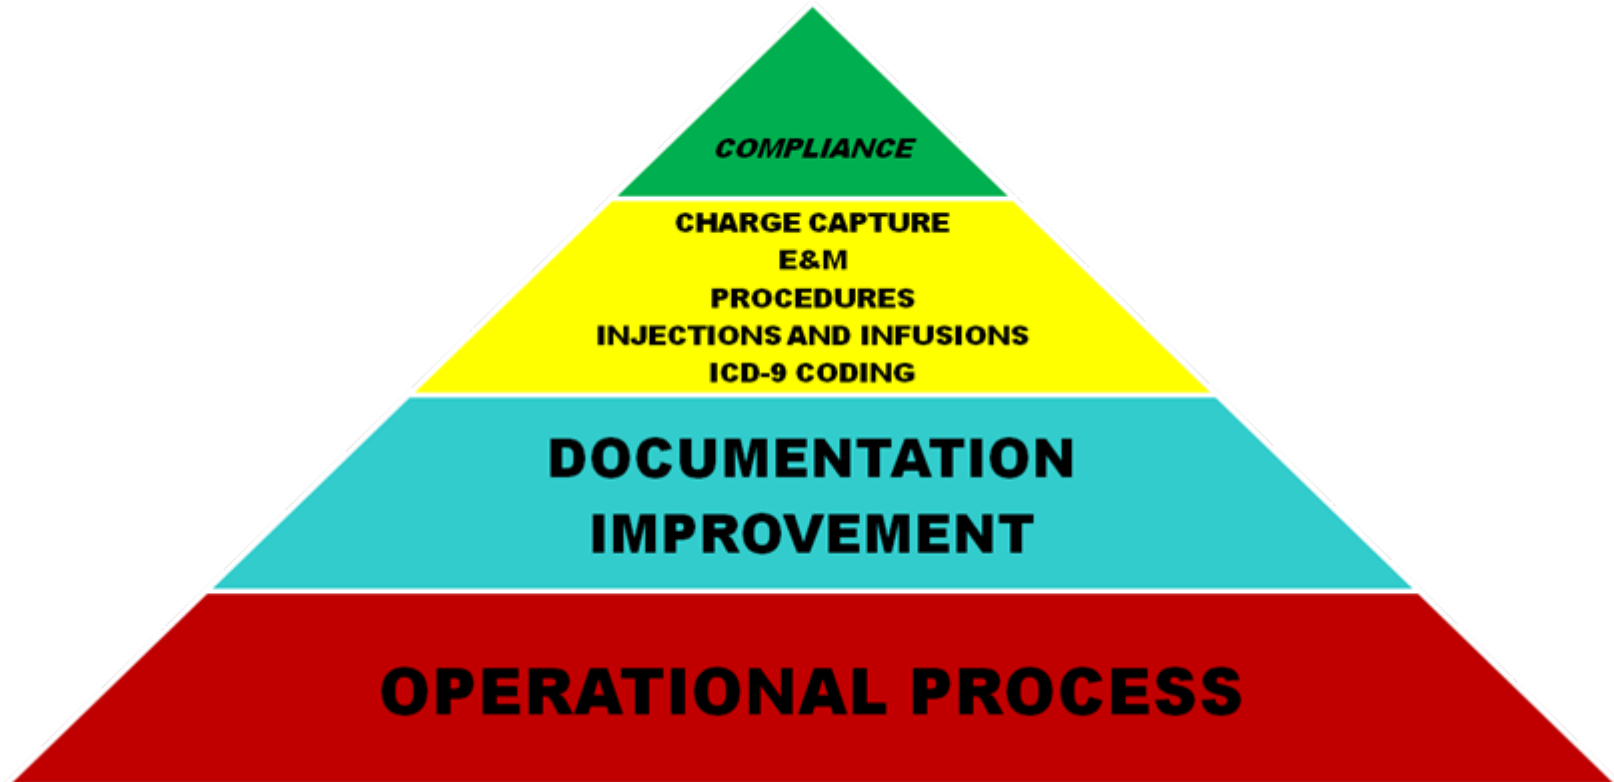 COMPLIANCE
CHARGE CAPTURE
E&M
PROCEDURES
INJECTIONS AND INFUSIONS
ICD-9 CODING
DOCUMENTATION
IMPROVEMENT
OPERATIONAL PROCESS